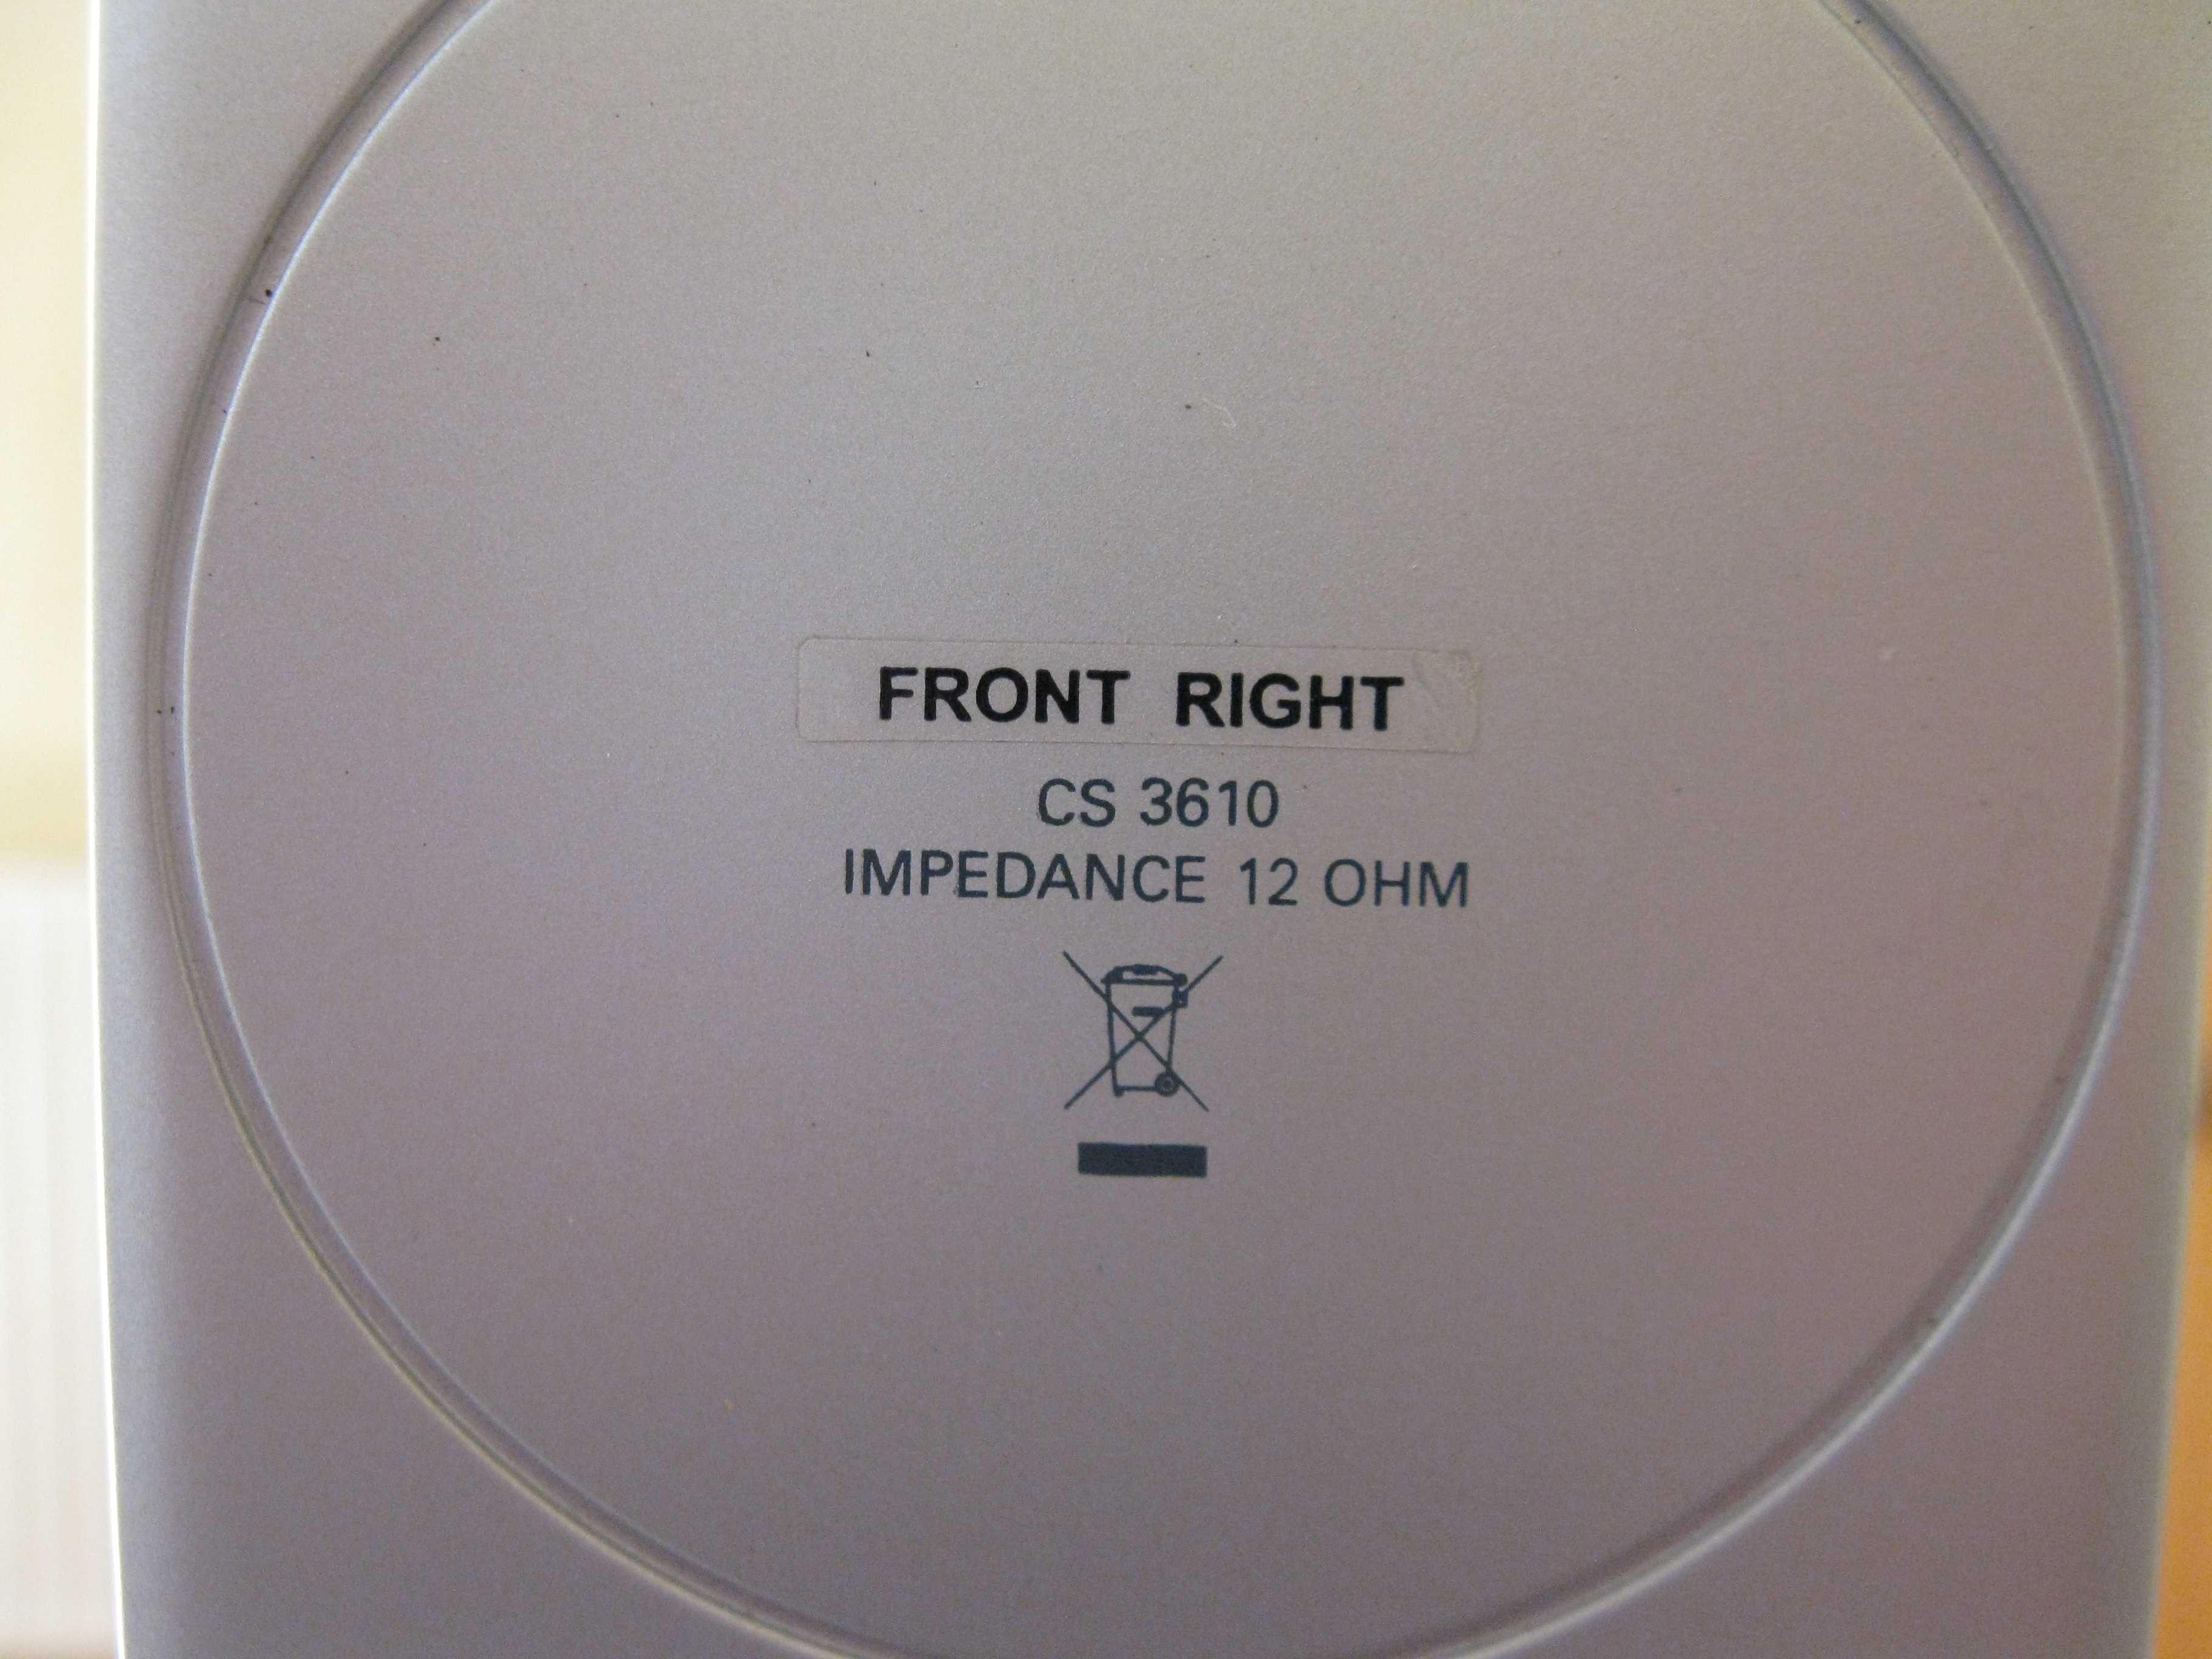 FRONT RIGHT
CS 3610
IMPEDANCE 12 OHM